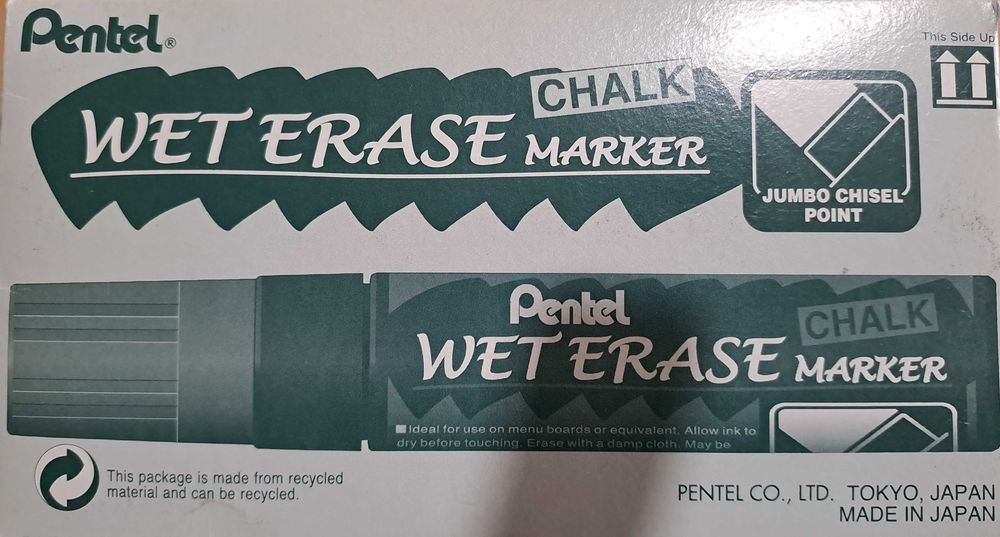 Pentel®
This Side Up
CHALK
WET ERASE MARKER
JUMBO CHISEL
POINT
Pentel
CHALK
WET ERASE MARKER
■Ideal for use on menu boards or equivalent. Allow ink to
dry before touching. Erase with a damp cloth. May be
This package is made from recycled
material and can be recycled.
PENTEL CO., LTD. TOKYO, JAPAN
MADE IN JAPAN